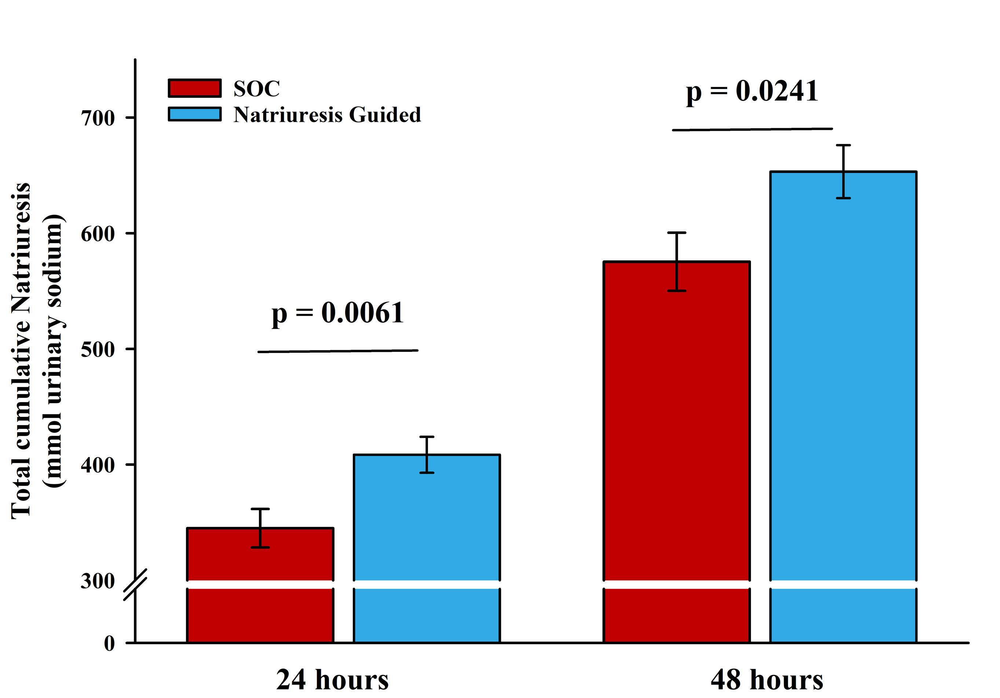 Total cumulative Natriuresis
(mmol urinary sodium)
SOC
Natriuresis Guided
700
600
500
400
300
0
p = 0.0061
p = 0.0241
24 hours
48 hours